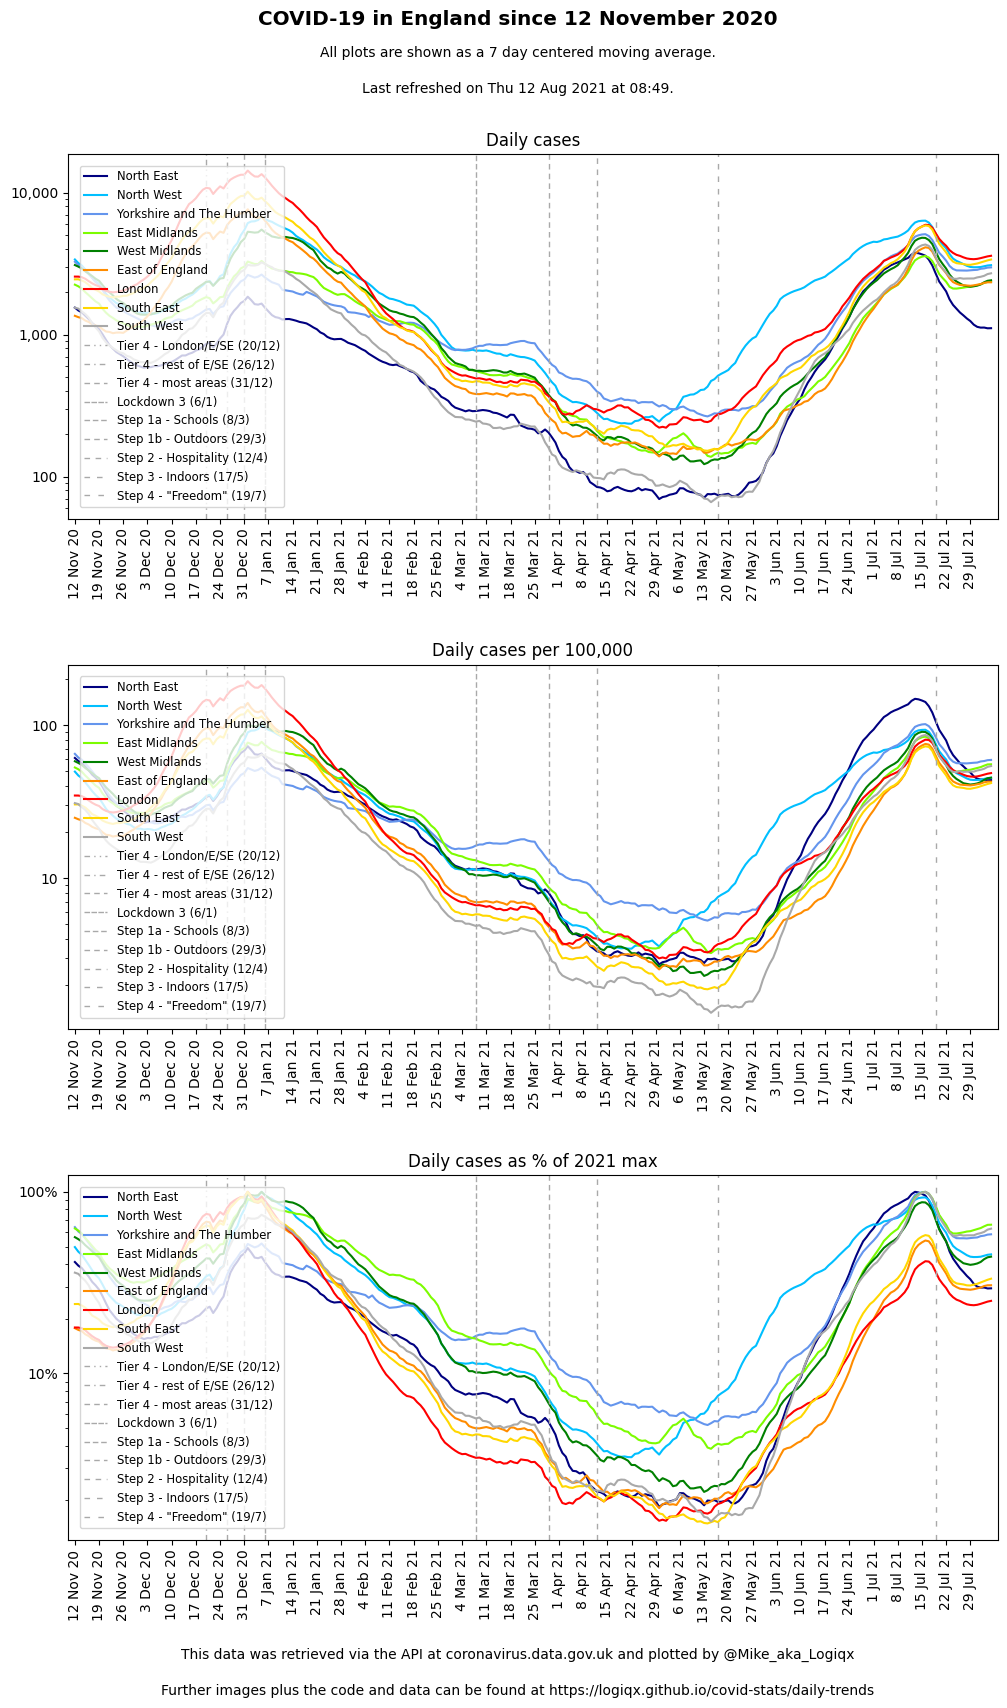 COVID-19 in England since 12 November 2020
All plots are shown as a 7 day centered moving average.
Last refreshed on Thu 12 Aug 2021 at 08:49.
Daily cases
10,000
1,000
100
North East
North West
Yorkshire and The Humber
East Midlands
West Midlands
East of England
London
South East
South West
Tier 4 - London/E/SE (20/12)
Tier 4 - rest of E/SE (26/12)
Tier 4 - most areas (31/12)
Lockdown 3 (6/1)
Step 1a - Schools (8/3)
Step 1b - Outdoors (29/3)
Step 2 - Hospitality (12/4)
Step 3 - Indoors (17/5)
Step 4 - "Freedom" (19/7)
12 Nov 20
19 Nov 20
26 Nov 20
3 Dec 20
10 Dec 20
17 Dec 20
24 Dec 20
31 Dec 20
7 Jan 21
14 Jan 21
21 Jan 21
28 Jan 21
4 Feb 21
11 Feb 21
18 Feb 21
25 Feb 21
4 Mar 21
11 Mar 21
18 Mar 21
25 Mar 21
1 Apr 21
8 Apr 21
15 Apr 21
22 Apr 21
29 Apr 21
6 May 21
13 May 21
20 May 21
27 May 21
3 Jun 21
10 Jun 21
17 Jun 21
24 Jun 21
1 Jul 21
8 Jul 21
15 Jul 21
22 Jul 21
29 Jul 21
Daily cases per 100,000
100
10
North East
North West
Yorkshire and The Humber
East Midlands
West Midlands
East of England
London
South East
South West
Tier 4 - London/E/SE (20/12)
Tier 4 - rest of E/SE (26/12)
Tier 4 - most areas (31/12)
Lockdown 3 (6/1)
Step 1a - Schools (8/3)
Step 1b - Outdoors (29/3)
Step 2 - Hospitality (12/4)
Step 3 - Indoors (17/5)
Step 4 - "Freedom" (19/7)
12 Nov 20
19 Nov 20
26 Nov 20
3 Dec 20
10 Dec 20
17 Dec 20
24 Dec 20
31 Dec 20
7 Jan 21
14 Jan 21
21 Jan 21
28 Jan 21
4 Feb 21
11 Feb 21
18 Feb 21
25 Feb 21
4 Mar 21
11 Mar 21
18 Mar 21
25 Mar 21
1 Apr 21
8 Apr 21
15 Apr 21
22 Apr 21
29 Apr 21
6 May 21
13 May 21
20 May 21
27 May 21
3 Jun 21
10 Jun 21
17 Jun 21
24 Jun 21
1 Jul 21
8 Jul 21
15 Jul 21
22 Jul 21
29 Jul 21
Daily cases as % of 2021 max
100%
10%
North East
North West
Yorkshire and The Humber
East Midlands
West Midlands
East of England
London
South East
South West
Tier 4 - London/E/SE (20/12)
Tier 4 - rest of E/SE (26/12)
Tier 4 - most areas (31/12)
Lockdown 3 (6/1)
Step 1a - Schools (8/3)
Step 1b - Outdoors (29/3)
Step 2 - Hospitality (12/4)
Step 3 - Indoors (17/5)
Step 4 - "Freedom" (19/7)
12 Nov 20
19 Nov 20
26 Nov 20
3 Dec 20
10 Dec 20
17 Dec 20
24 Dec 20
31 Dec 20
7 Jan 21
14 Jan 21
21 Jan 21
28 Jan 21
4 Feb 21
11 Feb 21
18 Feb 21
25 Feb 21
4 Mar 21
11 Mar 21
18 Mar 21
25 Mar 21
1 Apr 21
8 Apr 21
15 Apr 21
22 Apr 21
29 Apr 21
6 May 21
13 May 21
20 May 21
27 May 21
3 Jun 21
10 Jun 21
17 Jun 21
24 Jun 21
1 Jul 21
8 Jul 21
15 Jul 21
22 Jul 21
29 Jul 21
This data was retrieved via the API at coronavirus.data.gov.uk and plotted by @Mike_aka_Logiqx
Further images plus the code and data can be found at https://logiqx.github.io/covid-stats/daily-trends